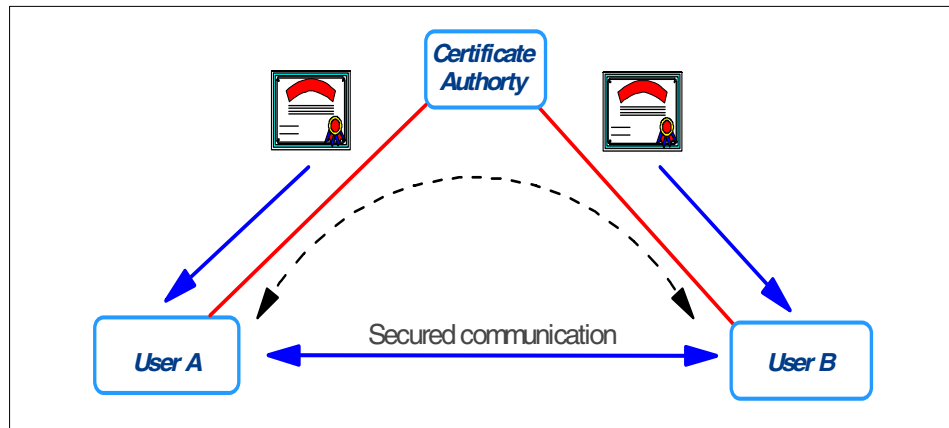 Certificate
Authorty
Secured communication
User A
User B